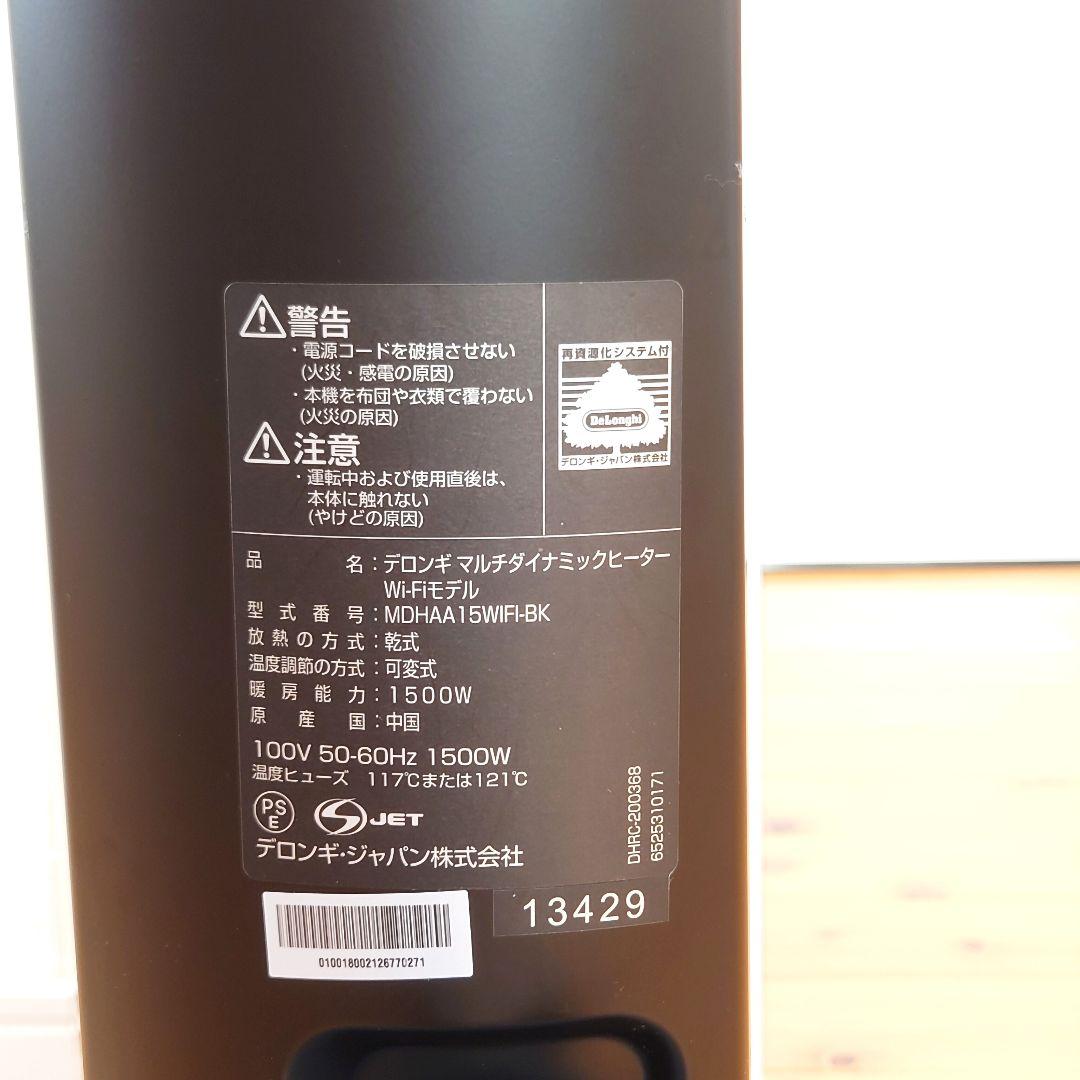 警告
・電源コードを破損させない
(火災・感電の原因)
・本機を布団や衣類で覆わない
(火災の原因)
注意
・運転中および使用直後は、
本体に触れない
(やけどの原因)
再資源化システム付
DeLonghi
デロンギ・ジャパン株式会社
品名：デロンギ マルチダイナミックヒーター
Wi-Fiモデル
型式番号：MDHAA15WIFI-BK
放熱の方式：乾式
温度調節の方式：可変式
暖房能力：1500W
原産国：中国
100V 50-60Hz 1500W
温度ヒューズ 117℃または121℃
PSE
JET
デロンギ・ジャパン株式会社
DHRC-200368
6525310171
13429
010018002126770271